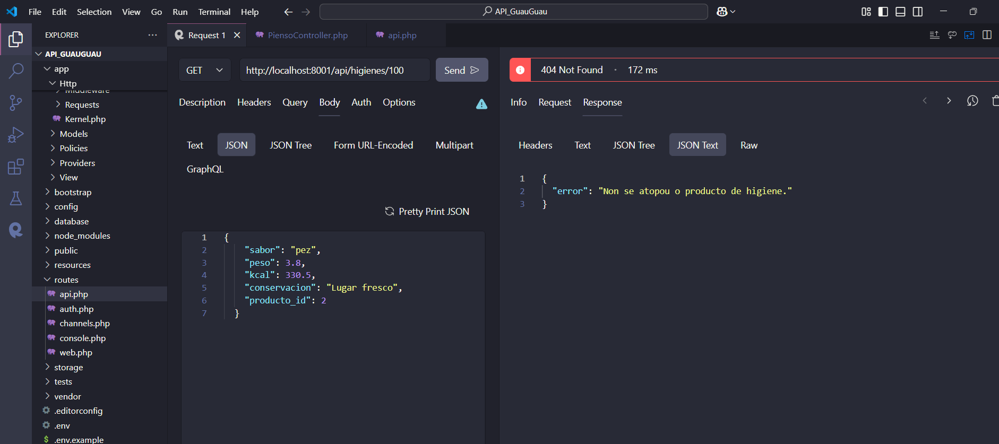 File Edit Selection View Go Run Terminal Help
API_GuauGuau
EXPLORER
Request 1
PiensoController.php
api.php
API_GUAUGUAU
app
Http
Middleware
Requests
Kernel.php
Models
Policies
Providers
View
bootstrap
config
database
node_modules
public
resources
routes
api.php
auth.php
channels.php
console.php
web.php
storage
tests
vendor
.editorconfig
.env
$ .env.example
GET
http://localhost:8001/api/higienes/100
Send
Description Headers Query Body Auth Options
Text JSON JSON Tree Form URL-Encoded Multipart
GraphQL
Pretty Print JSON
1 {
2 "sabor": "pez",
3 "peso": 3.8,
4 "kcal": 330.5,
5 "conservacion": "Lugar fresco",
6 "producto_id": 2
7 }
404 Not Found · 172 ms
Info Request Response
Headers Text JSON Tree JSON Text Raw
1 {
2 "error": "Non se atopou o producto de higiene."
3 }